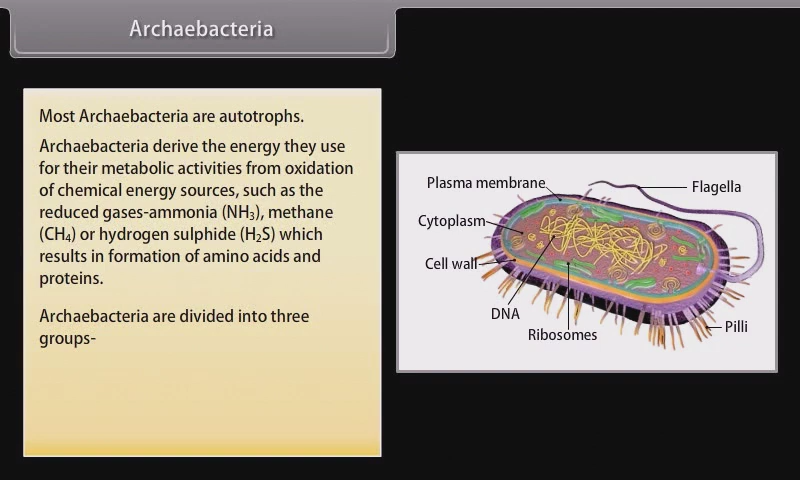 Archaebacteria
Most Archaebacteria are autotrophs.
Archaebacteria derive the energy they use
for their metabolic activities from oxidation
of chemical energy sources, such as the
reduced gases-ammonia (NH₃), methane
(CH₄) or hydrogen sulphide (H₂S) which
results in formation of amino acids and
proteins.
Archaebacteria are divided into three
groups-
Plasma membrane
Flagella
Cytoplasm
Cell wall
DNA
Ribosomes
Pilli